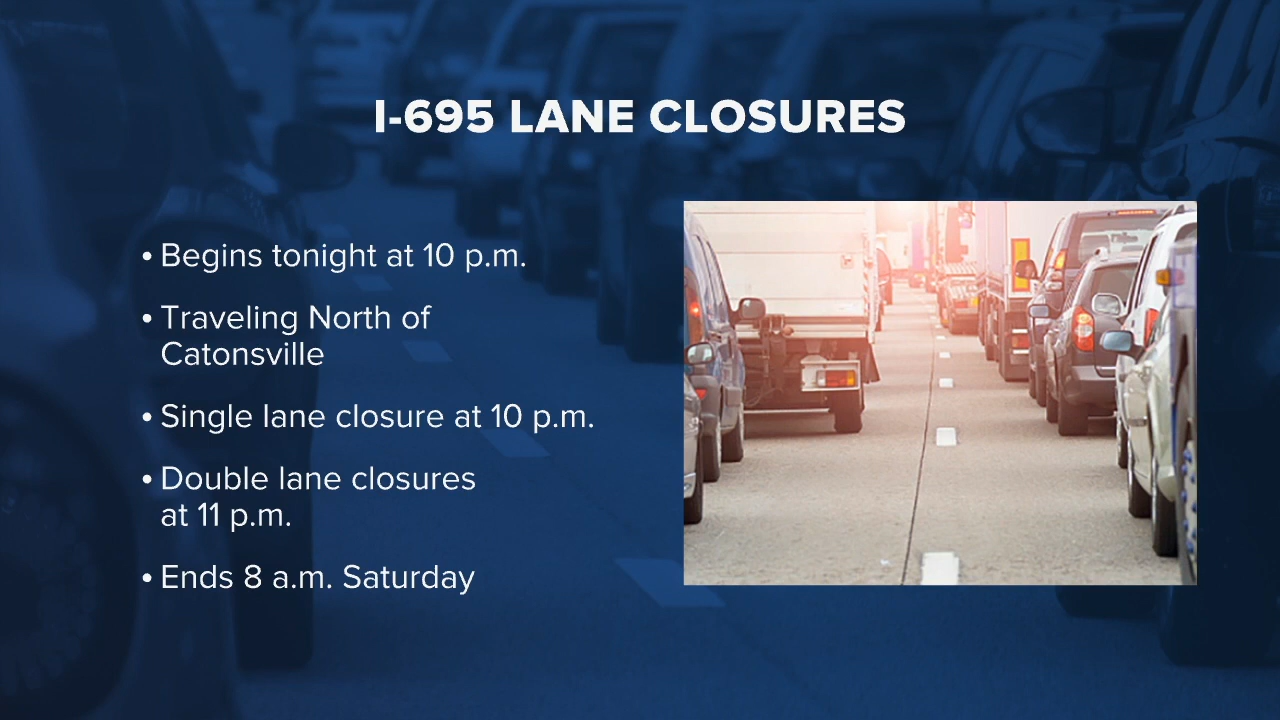 I-695 LANE CLOSURES
• Begins tonight at 10 p.m.
• Traveling North of
Catonsville
• Single lane closure at 10 p.m.
• Double lane closures
at 11 p.m.
• Ends 8 a.m. Saturday